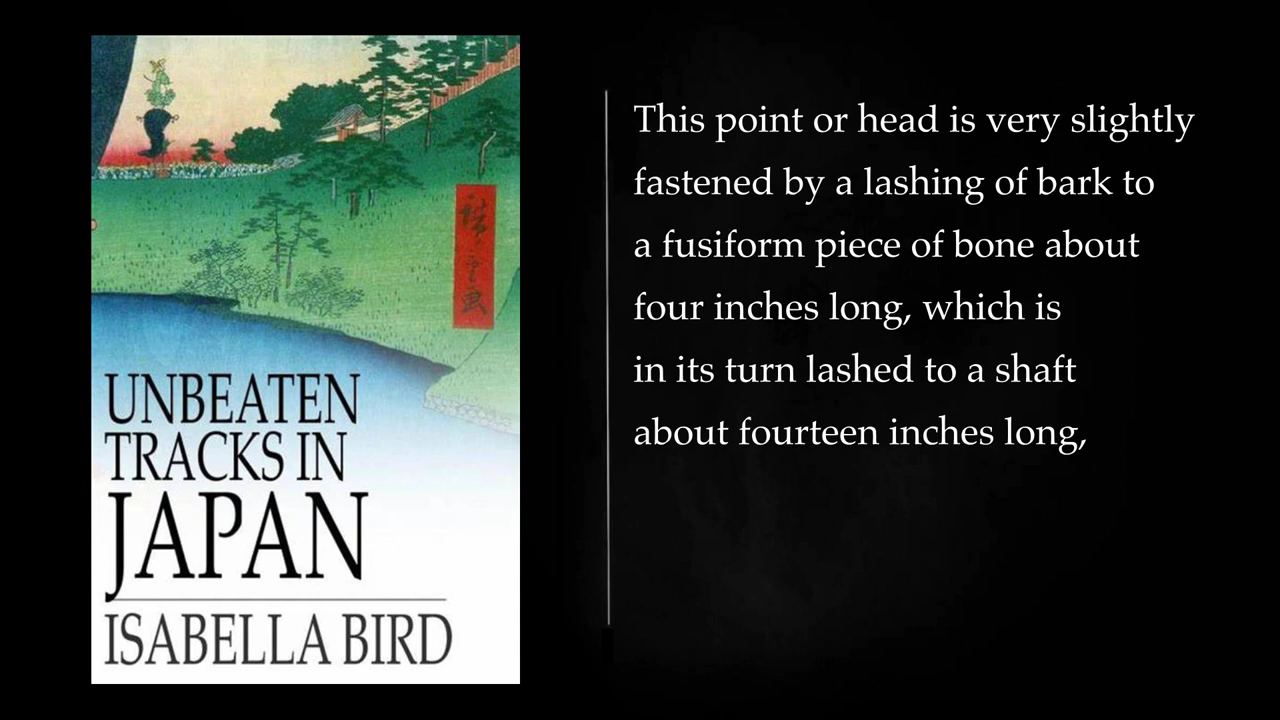 UNBEATEN
TRACKS IN
JAPAN
ISABELLA BIRD
This point or head is very slightly
fastened by a lashing of bark to
a fusiform piece of bone about
four inches long, which is
in its turn lashed to a shaft
about fourteen inches long,